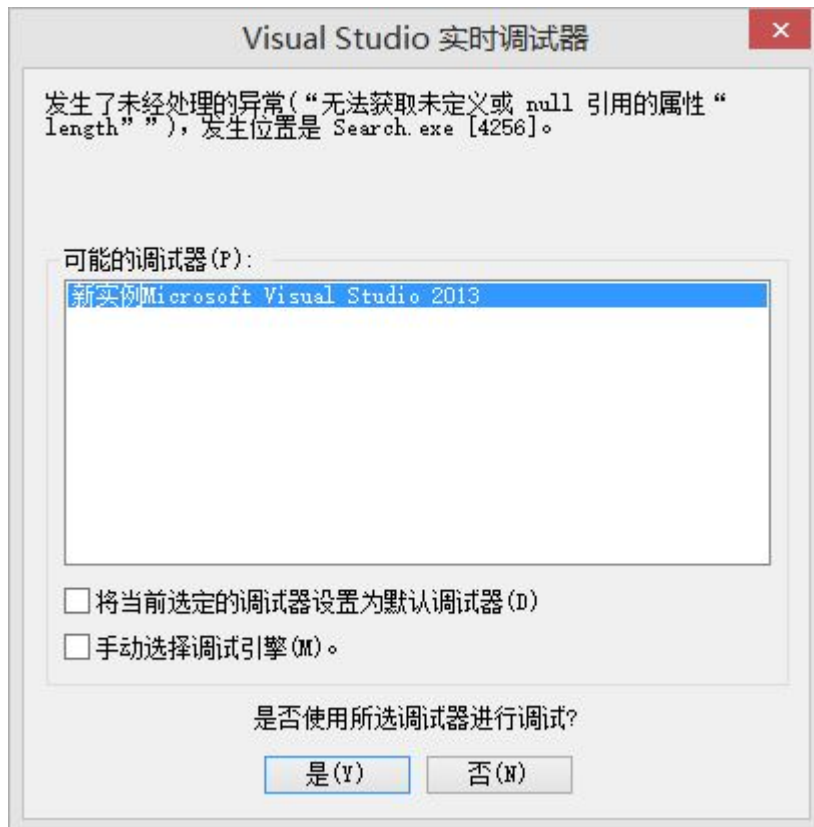 Visual Studio 实时调试器
发生了未经处理的异常(“无法获取未定义或 null 引用的属性“
length””), 发生位置是 Search.exe [4256]。
可能的调试器(P):
新实例Microsoft Visual Studio 2013
将当前选定的调试器设置为默认调试器(D)
手动选择调试引擎(M)。
是否使用所选调试器进行调试?
是(Y)
否(N)